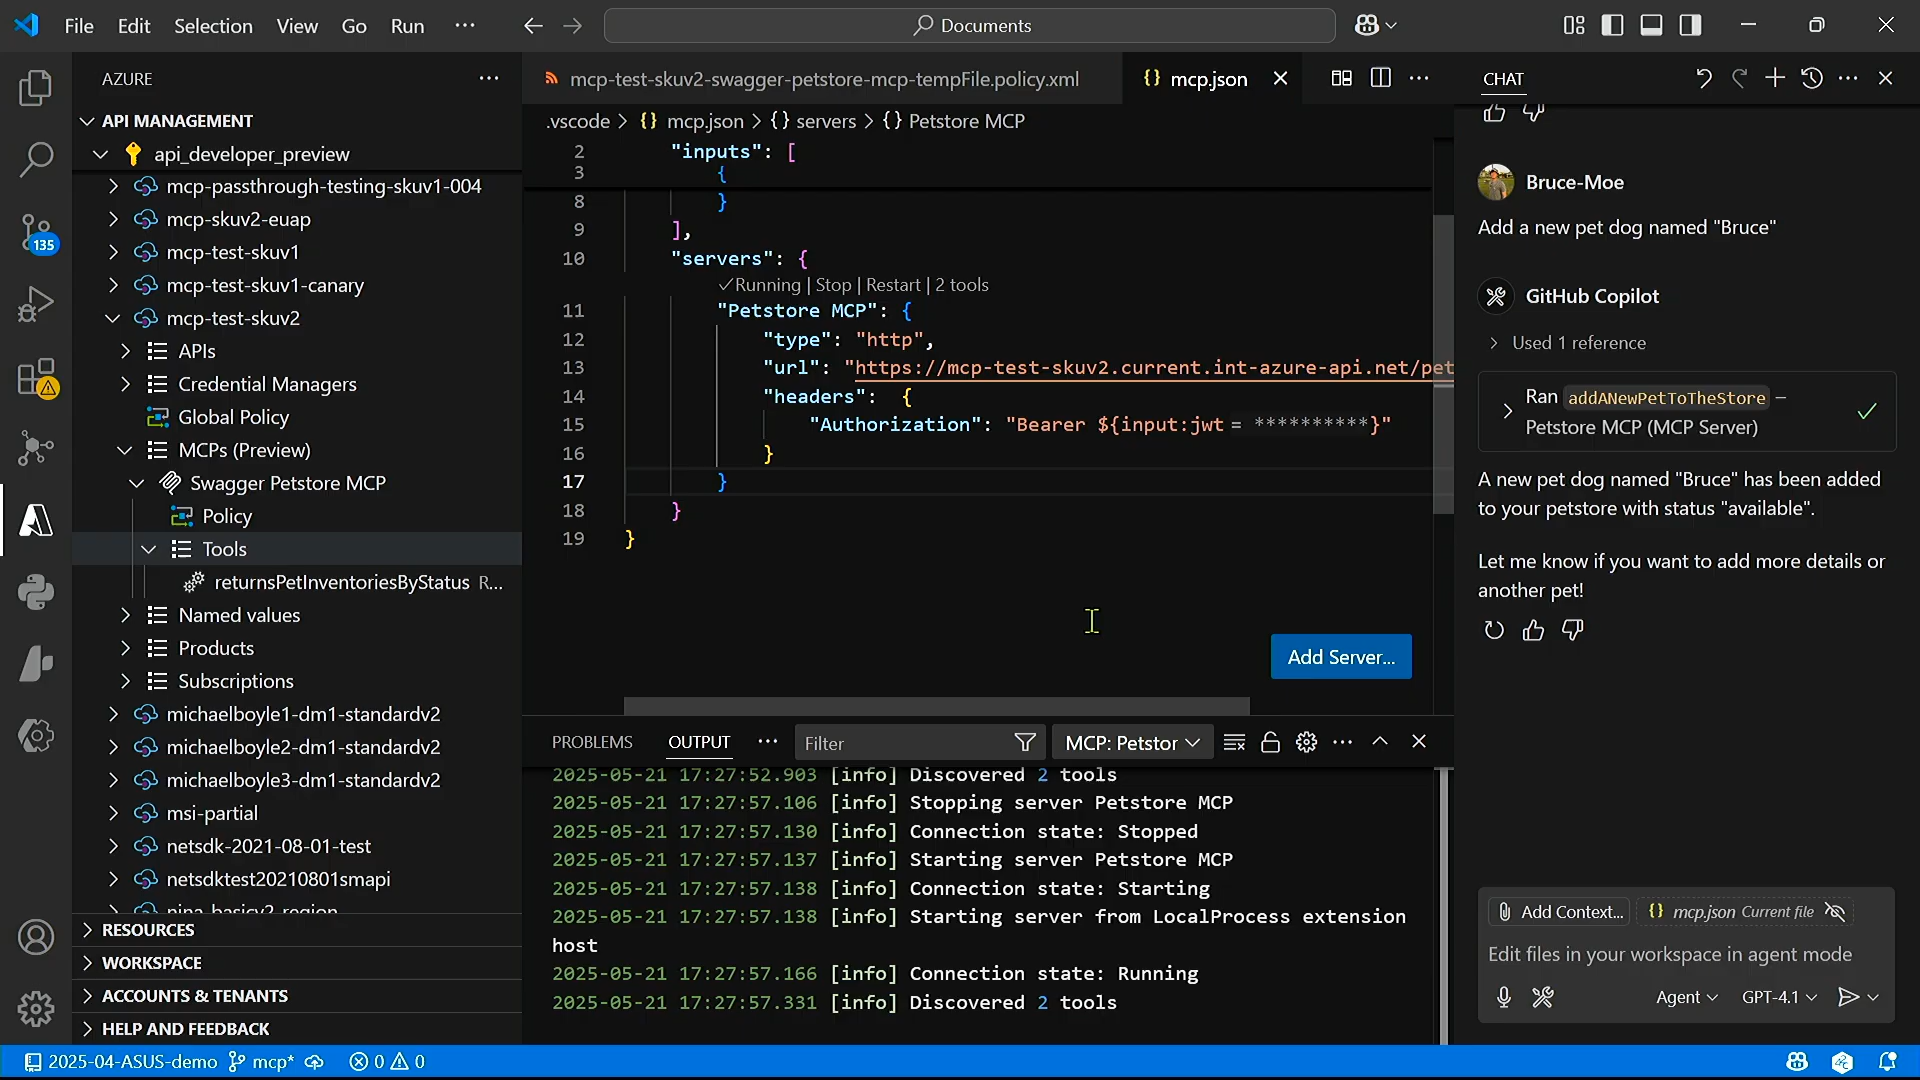 File Edit Selection View Go Run ···
Documents
AZURE ···
API MANAGEMENT
api_developer_preview
mcp-passthrough-testing-skuv1-004
mcp-skuv2-euap
mcp-test-skuv1
mcp-test-skuv1-canary
mcp-test-skuv2
APIs
Credential Managers
Global Policy
MCPs (Preview)
Swagger Petstore MCP
Policy
Tools
returnsPetInventoriesByStatus R...
Named values
Products
Subscriptions
michaelboyle1-dm1-standardv2
michaelboyle2-dm1-standardv2
michaelboyle3-dm1-standardv2
msi-partial
netsdk-2021-08-01-test
netsdktest20210801smapi
nina-basicv2-region
RESOURCES
WORKSPACE
ACCOUNTS & TENANTS
HELP AND FEEDBACK
135
mcp-test-skuv2-swagger-petstore-mcp-tempFile.policy.xml
{} mcp.json
.vscode > {} mcp.json > {} servers > {} Petstore MCP
2 "inputs": [
3 {
8 }
9 ],
10 "servers": {
✓Running | Stop | Restart | 2 tools
11 "Petstore MCP": {
12 "type": "http",
13 "url": "https://mcp-test-skuv2.current.int-azure-api.net/pet
14 "headers": {
15 "Authorization": "Bearer ${input:jwt = **********}"
16 }
17 }
18 }
19 }
Add Server...
PROBLEMS OUTPUT ··· Filter MCP: Petstor
2025-05-21 17:27:52.903 [info] Discovered 2 tools
2025-05-21 17:27:57.106 [info] Stopping server Petstore MCP
2025-05-21 17:27:57.130 [info] Connection state: Stopped
2025-05-21 17:27:57.137 [info] Starting server Petstore MCP
2025-05-21 17:27:57.138 [info] Connection state: Starting
2025-05-21 17:27:57.138 [info] Starting server from LocalProcess extension
host
2025-05-21 17:27:57.166 [info] Connection state: Running
2025-05-21 17:27:57.331 [info] Discovered 2 tools
CHAT
Bruce-Moe
Add a new pet dog named "Bruce"
GitHub Copilot
Used 1 reference
Ran addANewPetToTheStore –
Petstore MCP (MCP Server)
A new pet dog named "Bruce" has been added
to your petstore with status "available".
Let me know if you want to add more details or
another pet!
Add Context... {} mcp.json Current file
Edit files in your workspace in agent mode
Agent GPT-4.1
2025-04-ASUS-demo mcp* 0 0